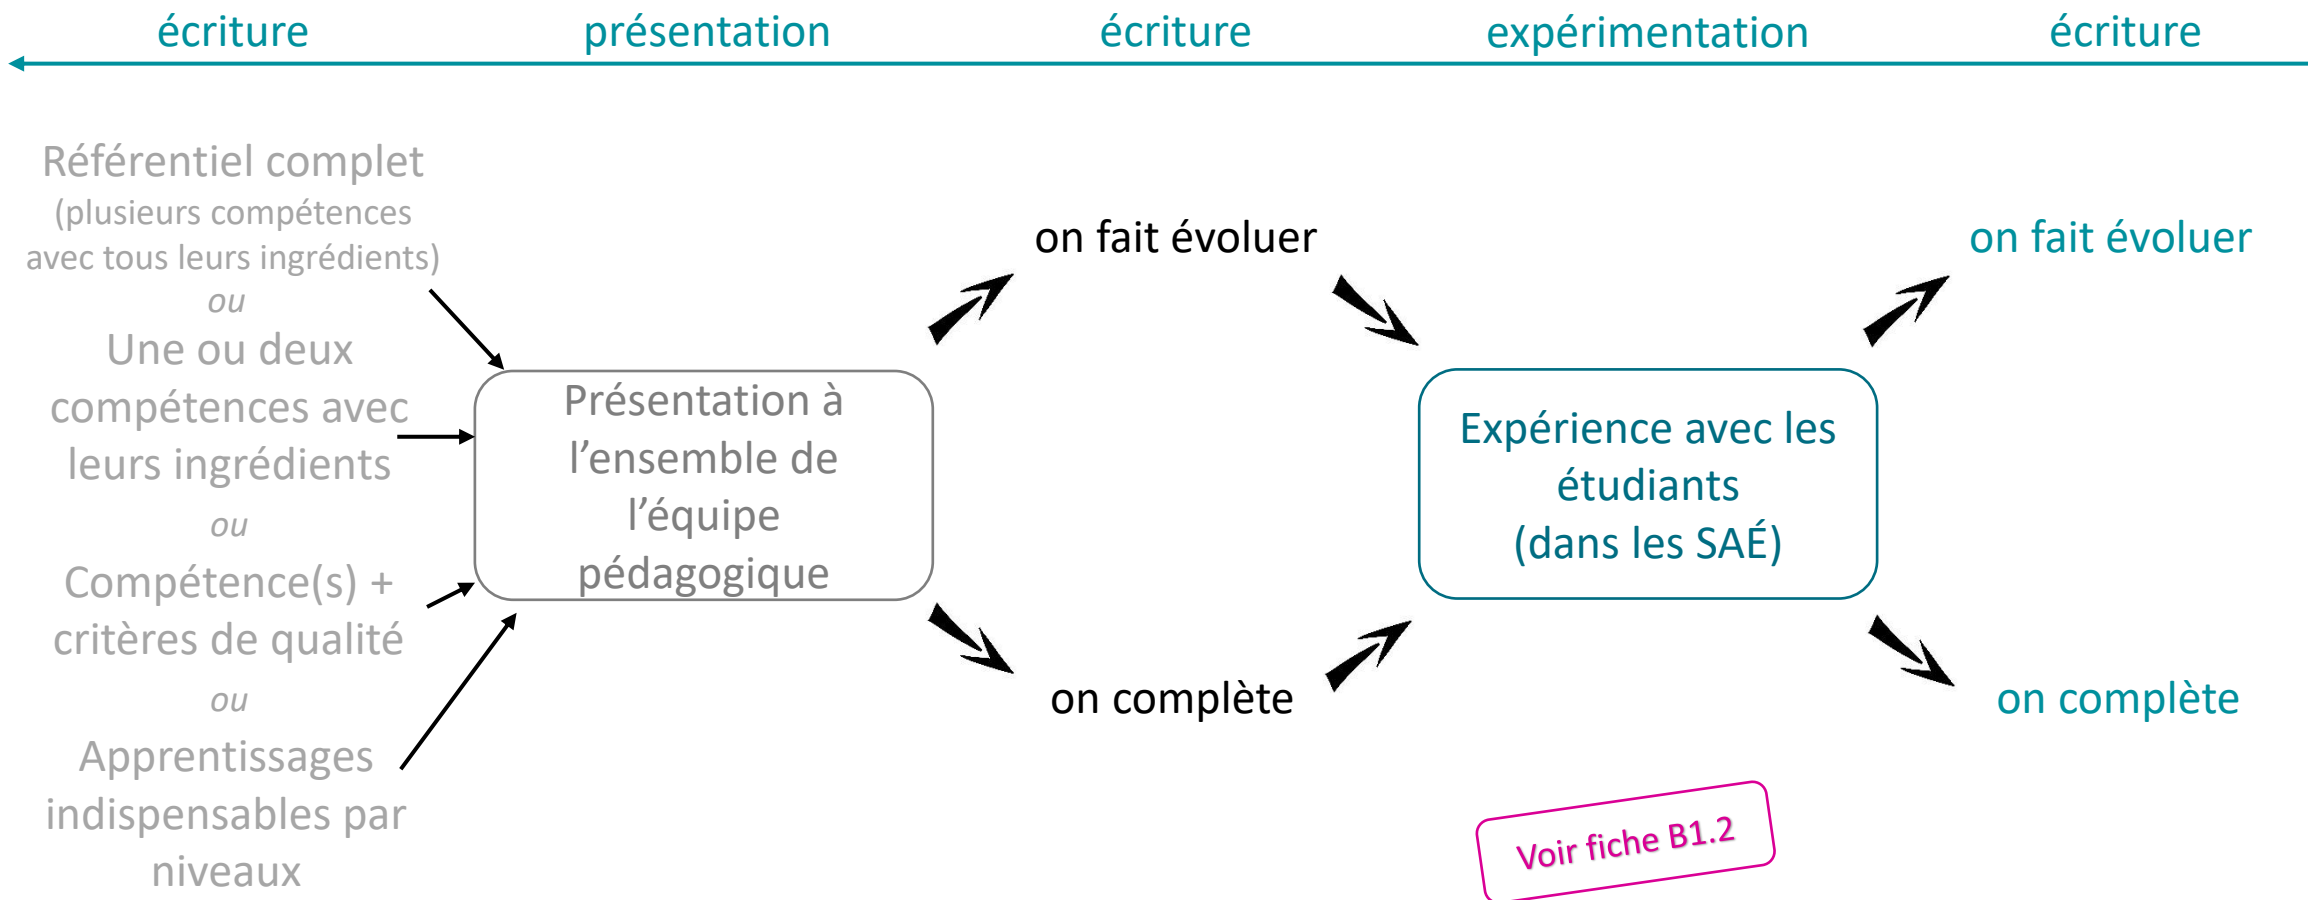 écriture
présentation
écriture
expérimentation
écriture
Référentiel complet
(plusieurs compétences
avec tous leurs ingrédients)
ou
Une ou deux
compétences avec
leurs ingrédients
ou
Compétence(s) +
critères de qualité
ou
Apprentissages
indispensables par
niveaux
Présentation à
l’ensemble de
l’équipe
pédagogique
on fait évoluer
on complète
Expérience avec les
étudiants
(dans les SAÉ)
on fait évoluer
on complète
Voir fiche B1.2